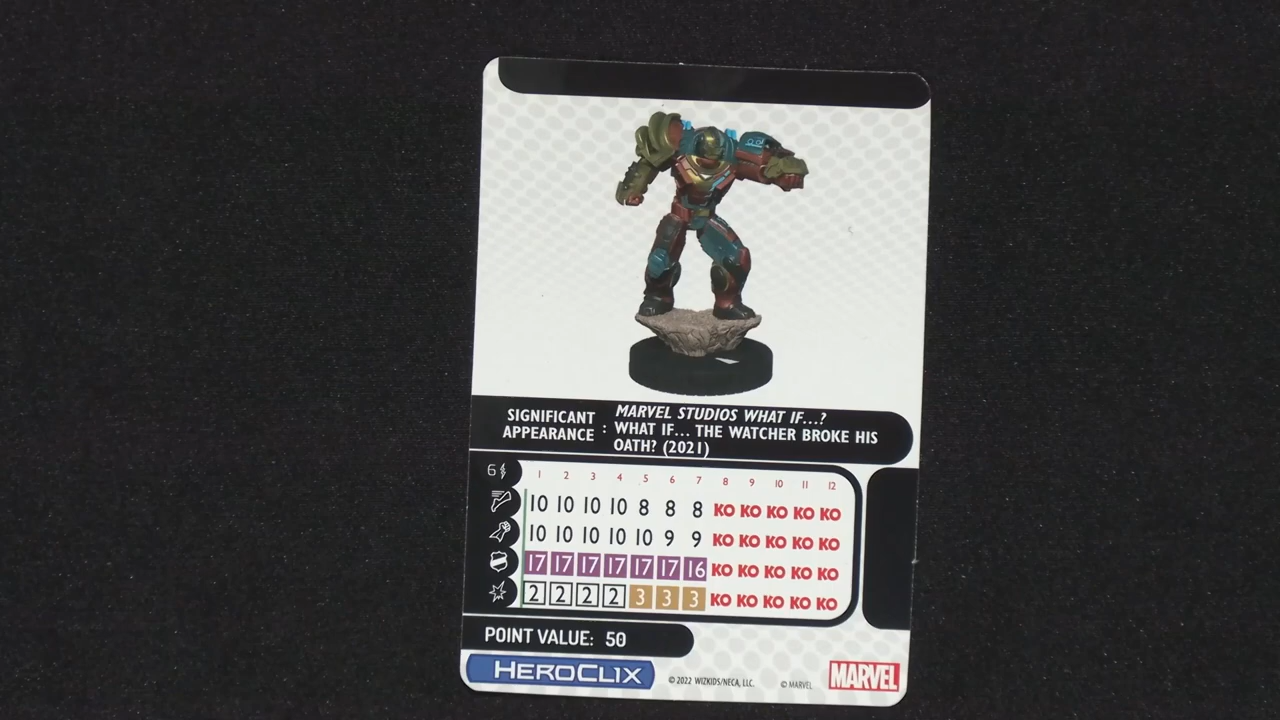 SIGNIFICANT APPEARANCE : MARVEL STUDIOS WHAT IF...?
WHAT IF... THE WATCHER BROKE HIS
OATH? (2021)
6 1 2 3 4 5 6 7 8 9 10 11 12
10 10 10 10 8 8 8 KO KO KO KO KO
10 10 10 10 10 9 9 KO KO KO KO KO
17 17 17 17 17 17 16 KO KO KO KO KO
2 2 2 2 3 3 3 KO KO KO KO KO
POINT VALUE: 50
HEROCLIX © 2022 WIZKIDS/NECA, LLC. © MARVEL MARVEL